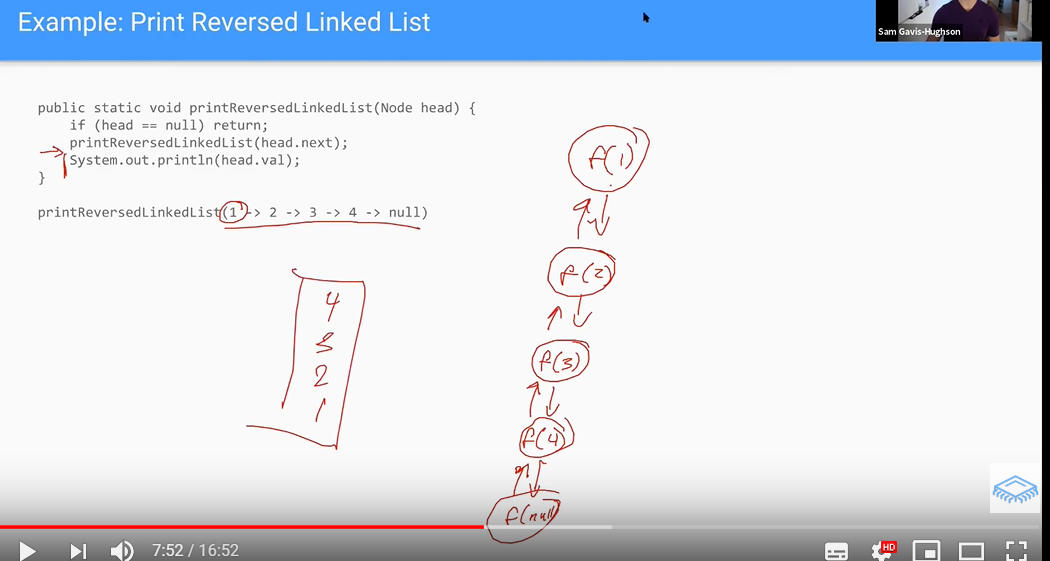 Example: Print Reversed Linked List
Sam Gavis-Hughson
public static void printReversedLinkedList(Node head) {
if (head == null) return;
printReversedLinkedList(head.next);
System.out.println(head.val);
}
printReversedLinkedList(1 -> 2 -> 3 -> 4 -> null)
f(1)
f(2)
f(3)
f(4)
f(null)
4
3
2
1
7:52 / 16:52
HD